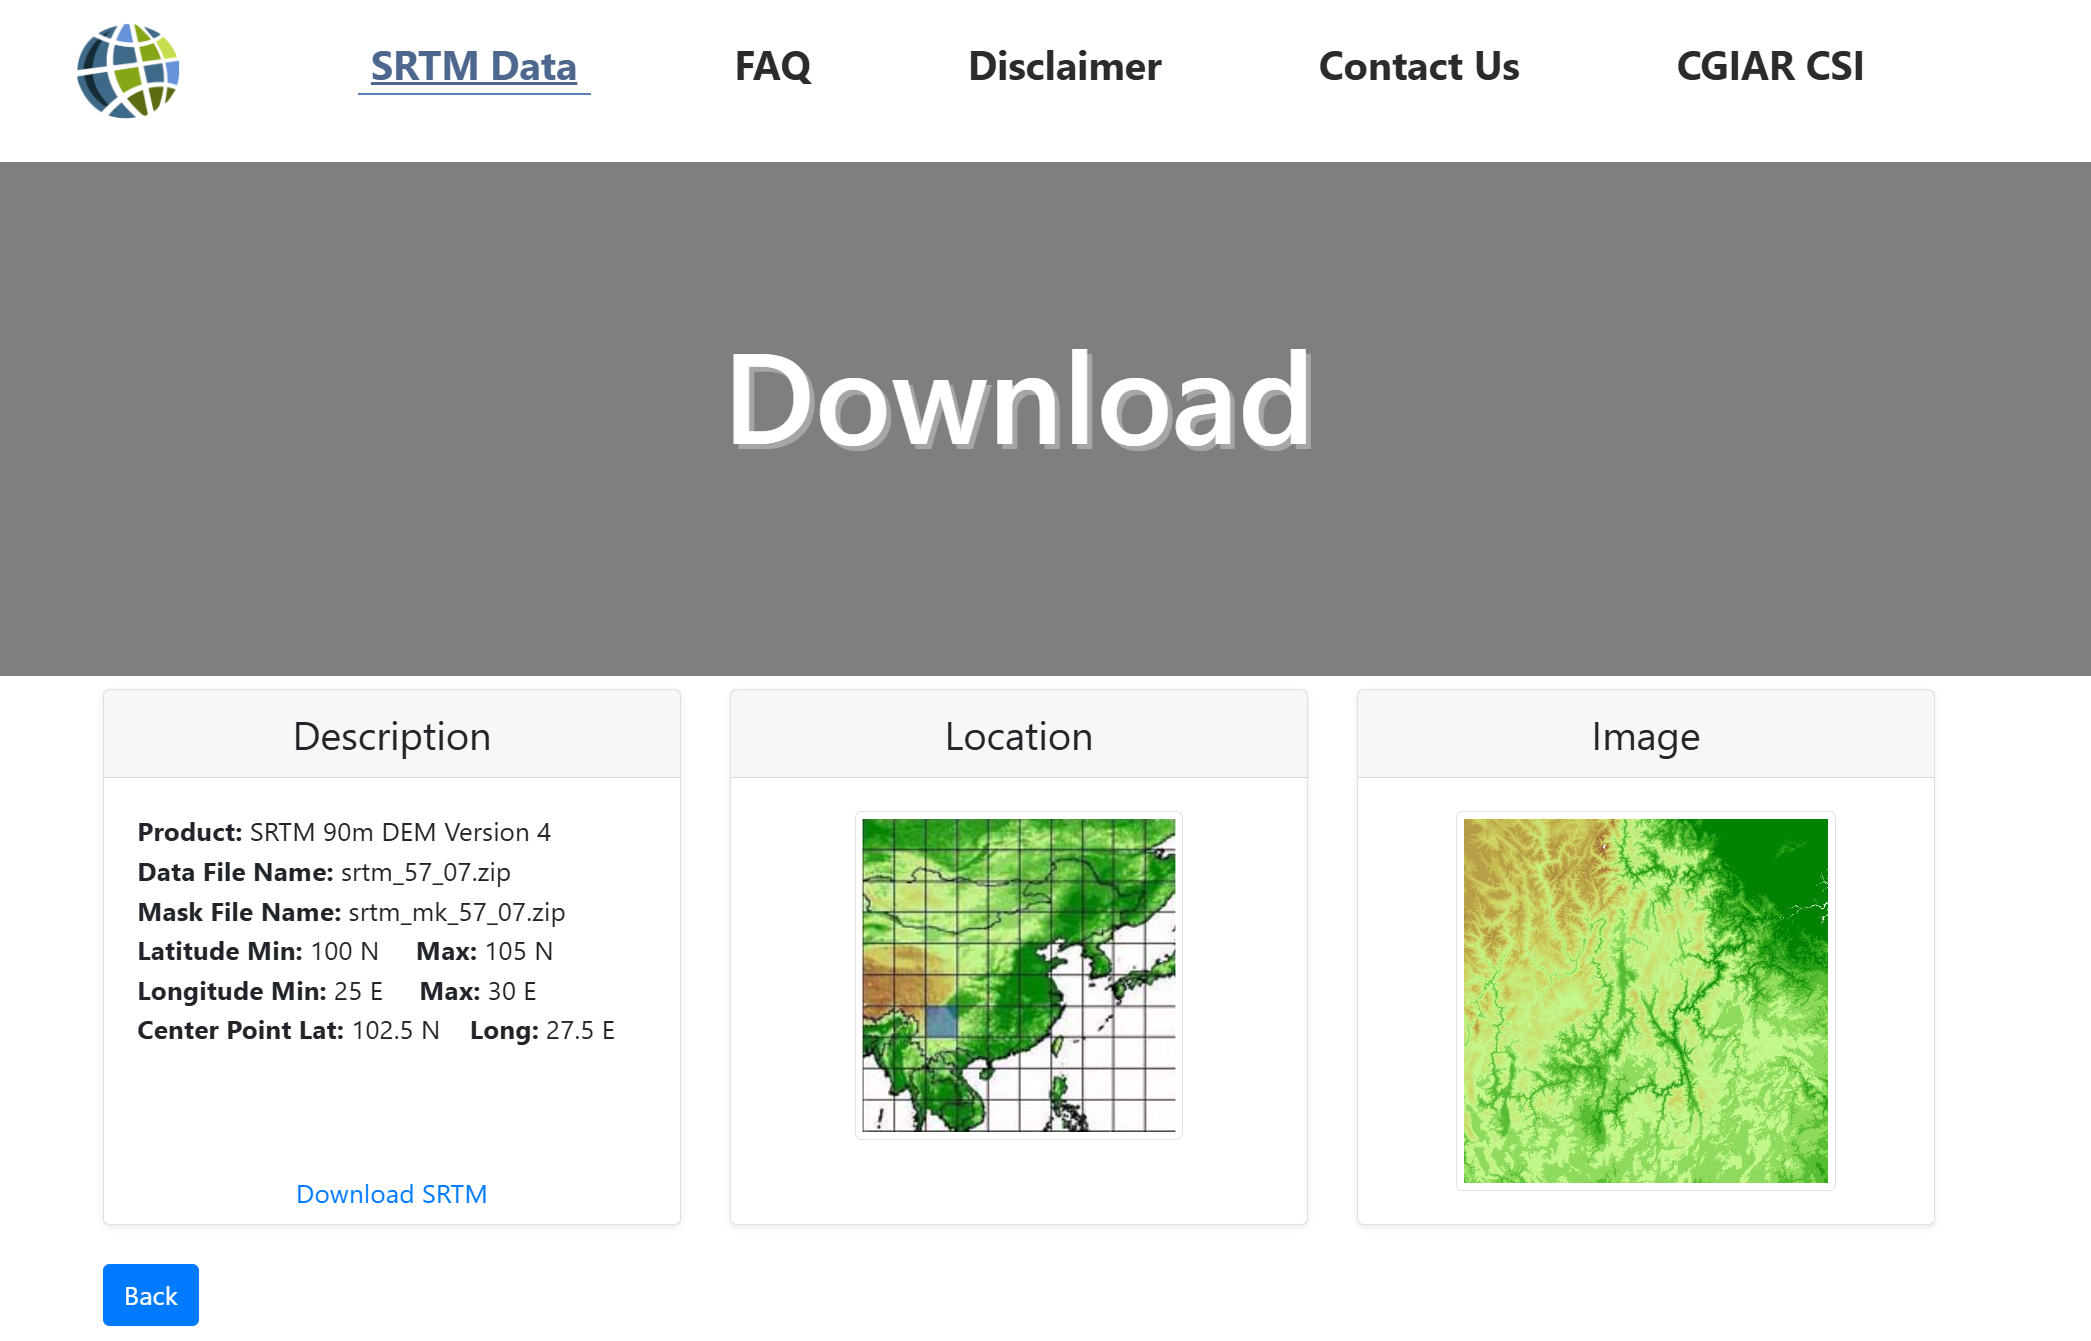 SRTM Data
FAQ
Disclaimer
Contact Us
CGIAR CSI
Download
Description
Product: SRTM 90m DEM Version 4
Data File Name: srtm_57_07.zip
Mask File Name: srtm_mk_57_07.zip
Latitude Min: 100 N Max: 105 N
Longitude Min: 25 E Max: 30 E
Center Point Lat: 102.5 N Long: 27.5 E
Download SRTM
Location
Image
Back